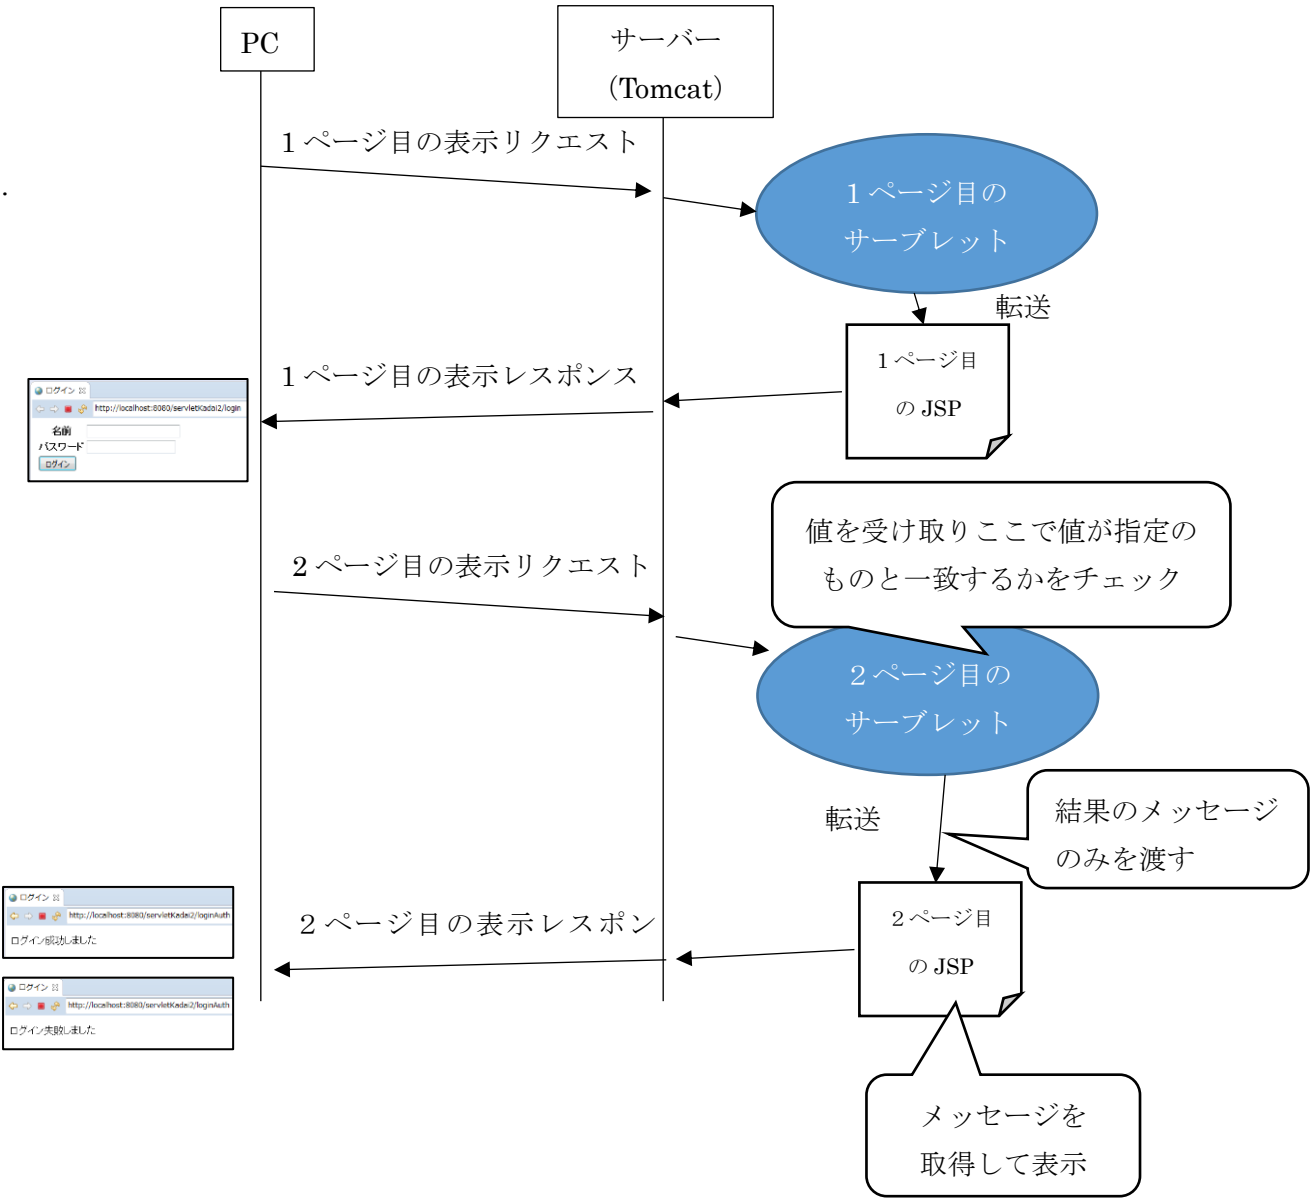 PC
サーバー
(Tomcat)
1ページ目の表示リクエスト
.
1ページ目の
サーブレット
転送
1ページ目
の JSP
1ページ目の表示レスポンス
ログイン
http://localhost:8080/servletKadai2/login
名前
パスワード
ログイン
値を受け取りここで値が指定の
ものと一致するかをチェック
2ページ目の表示リクエスト
2ページ目の
サーブレット
転送
結果のメッセージ
のみを渡す
2ページ目
の JSP
2ページ目の表示レスポン
ログイン
http://localhost:8080/servletKadai2/loginAuth
ログイン成功しました
ログイン
http://localhost:8080/servletKadai2/loginAuth
ログイン失敗しました
メッセージを
取得して表示